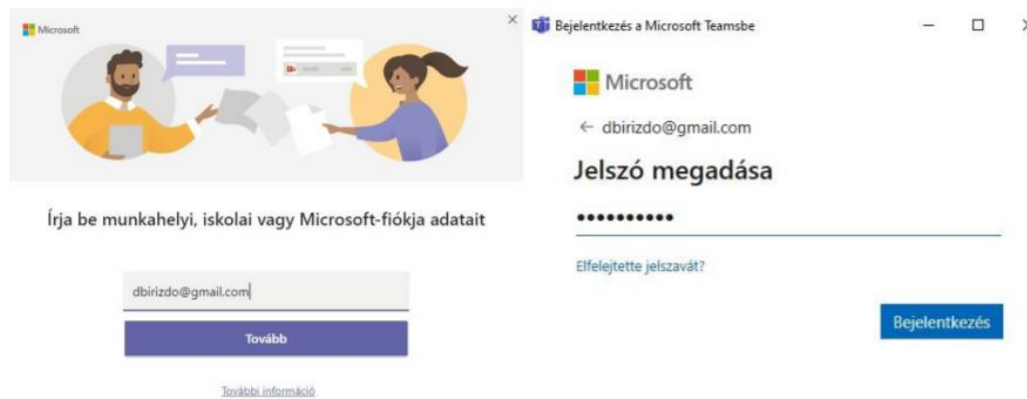 Microsoft
Írja be munkahelyi, iskolai vagy Microsoft-fiókja adatait
dbirizdo@gmail.com
Tovább
További információ
Bejelentkezés a Microsoft Teamsbe
Microsoft
← dbirizdo@gmail.com
Jelszó megadása
••••••••••
Elfelejtette jelszavát?
Bejelentkezés